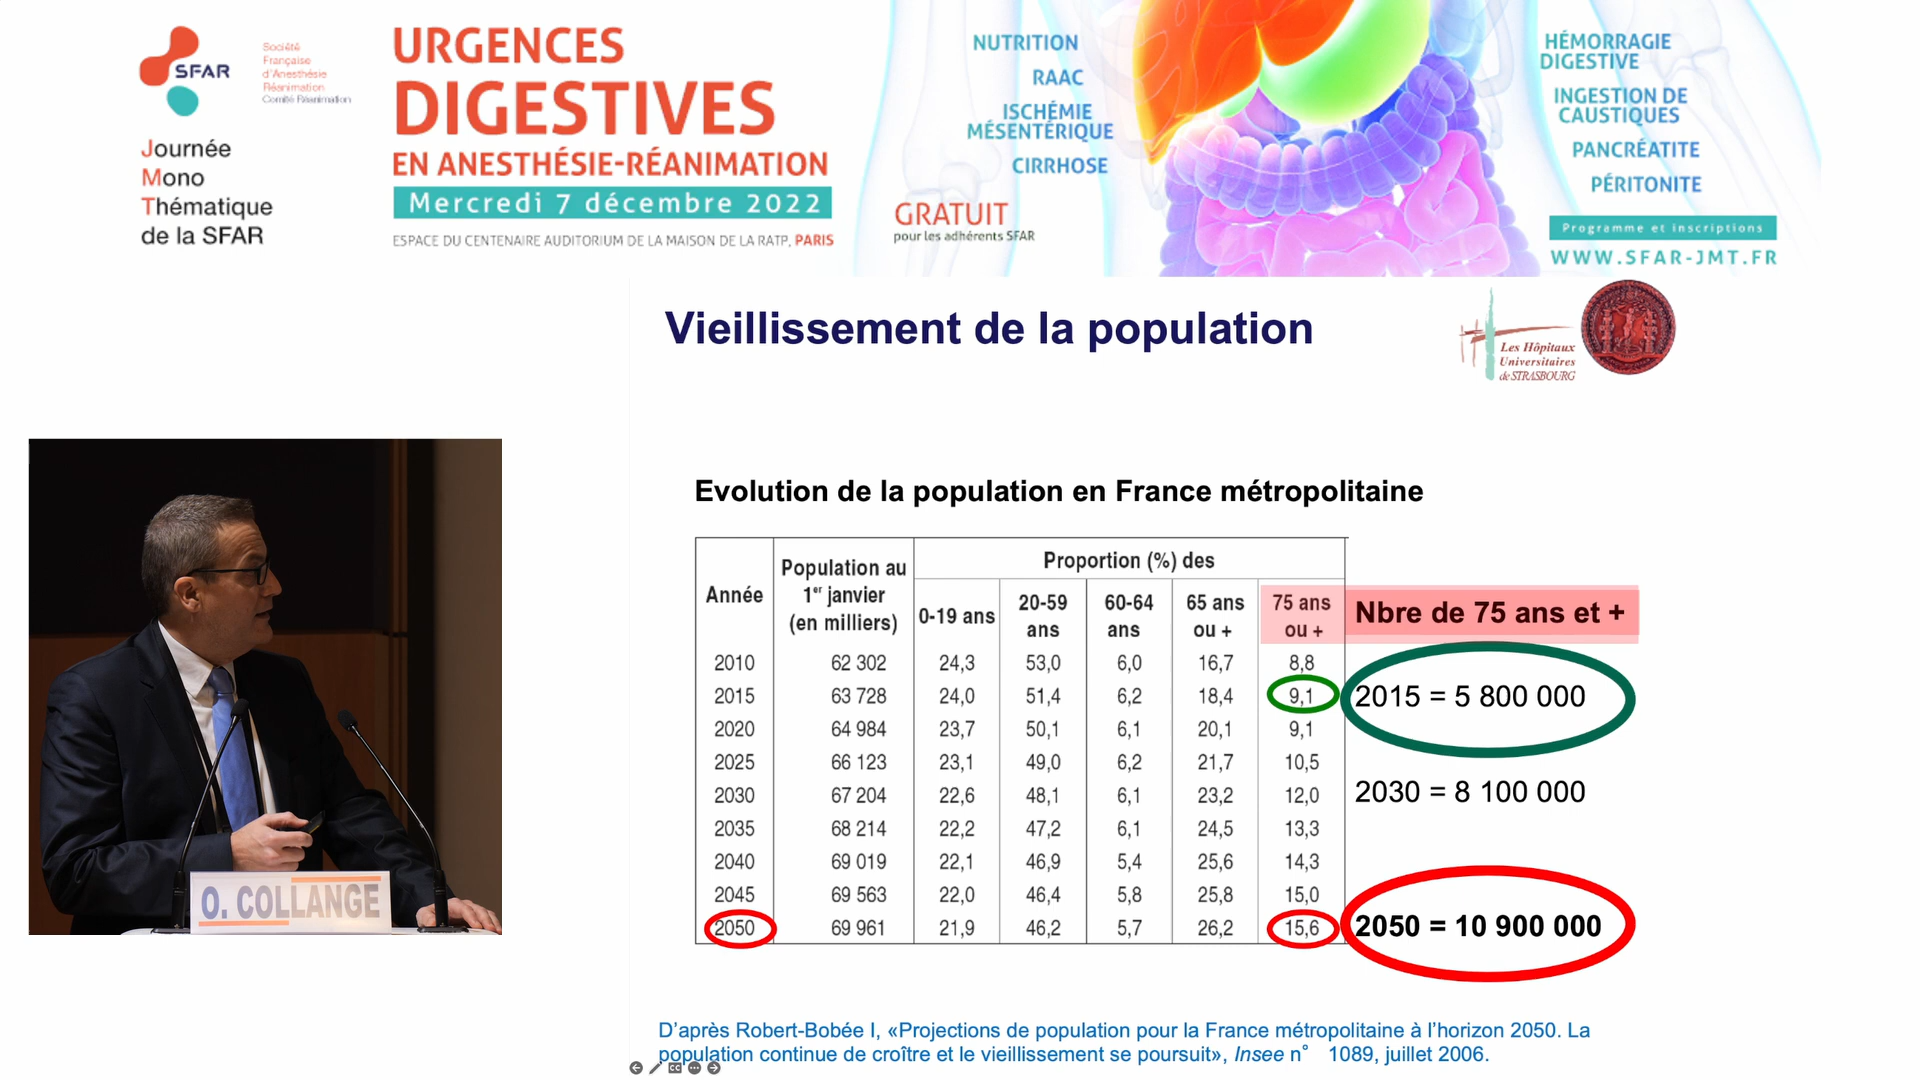 SFAR
Société
Française
d'Anesthésie
Réanimation
Comité Réanimation
Journée
Mono
Thématique
de la SFAR
URGENCES
DIGESTIVES
EN ANESTHÉSIE-RÉANIMATION
Mercredi 7 décembre 2022
ESPACE DU CENTENAIRE AUDITORIUM DE LA MAISON DE LA RATP, PARIS
NUTRITION
RAAC
ISCHÉMIE
MÉSENTÉRIQUE
CIRRHOSE
GRATUIT
pour les adhérents SFAR
HÉMORRAGIE
DIGESTIVE
INGESTION DE
CAUSTIQUES
PANCRÉATITE
PÉRITONITE
Programme et inscriptions
WWW.SFAR-JMT.FR
Vieillissement de la population
Les Hôpitaux
Universitaires
de STRASBOURG
O. COLLANGE
Evolution de la population en France métropolitaine
Année Population au 1er janvier (en milliers) Proportion (%) des
0-19 ans 20-59 ans 60-64 ans 65 ans ou + 75 ans ou + Nbre de 75 ans et +
2010 62 302 24,3 53,0 6,0 16,7 8,8
2015 63 728 24,0 51,4 6,2 18,4 9,1 2015 = 5 800 000
2020 64 984 23,7 50,1 6,1 20,1 9,1
2025 66 123 23,1 49,0 6,2 21,7 10,5
2030 67 204 22,6 48,1 6,1 23,2 12,0 2030 = 8 100 000
2035 68 214 22,2 47,2 6,1 24,5 13,3
2040 69 019 22,1 46,9 5,4 25,6 14,3
2045 69 563 22,0 46,4 5,8 25,8 15,0
2050 69 961 21,9 46,2 5,7 26,2 15,6 2050 = 10 900 000
D'après Robert-Bobée I, «Projections de population pour la France métropolitaine à l'horizon 2050. La
population continue de croître et le vieillissement se poursuit», Insee n° 1089, juillet 2006.